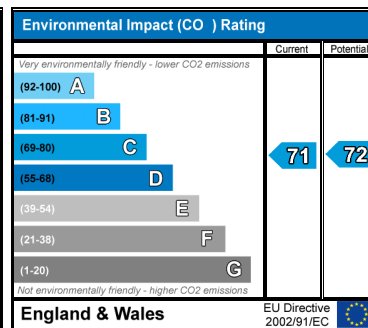 Environmental Impact (CO ) Rating
Current Potential
Very environmentally friendly - lower CO2 emissions
(92-100) A
(81-91) B
(69-80) C
71 72
(55-68) D
(39-54) E
(21-38) F
(1-20) G
Not environmentally friendly - higher CO2 emissions
England & Wales
EU Directive
2002/91/EC